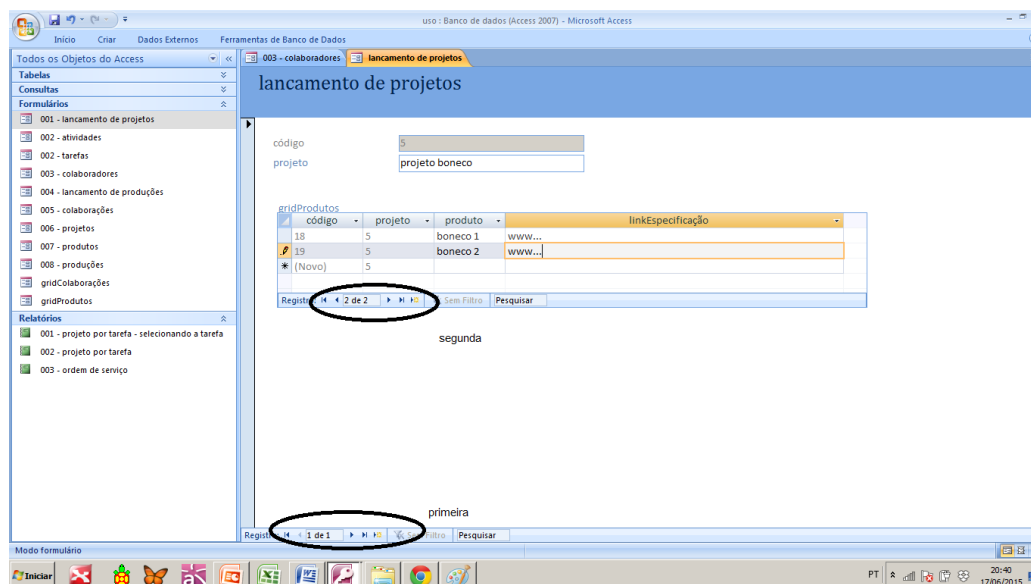 uso : Banco de dados (Access 2007) - Microsoft Access
Início Criar Dados Externos Ferramentas de Banco de Dados
Todos os Objetos do Access
Tabelas
Consultas
Formulários
001 - lancamento de projetos
002 - atividades
002 - tarefas
003 - colaboradores
004 - lancamento de produções
005 - colaborações
006 - projetos
007 - produtos
008 - produções
gridColaborações
gridProdutos
Relatórios
001 - projeto por tarefa - selecionando a tarefa
002 - projeto por tarefa
003 - ordem de serviço
003 - colaboradores lancamento de projetos
lancamento de projetos
código 5
projeto projeto boneco
gridProdutos
código projeto produto linkEspecificação
18 5 boneco 1 www...
19 5 boneco 2 www...
(Novo) 5
2 de 2 Sem Filtro Pesquisar
segunda
primeira
1 de 1 Filtro Pesquisar
Modo formulário
Iniciar PT 20:40
17/06/201